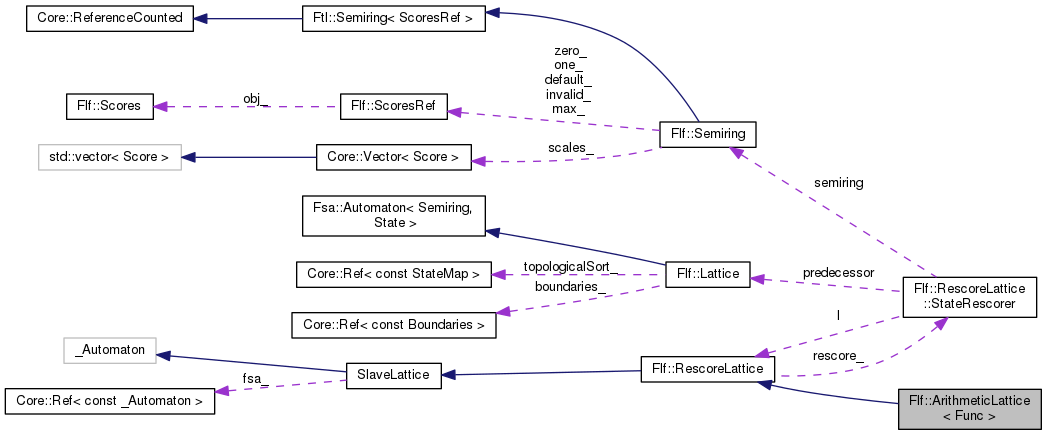 Core::ReferenceCounted
Ftl::Semiring< ScoresRef >
zero_
one_
default_
invalid_
max_
Flf::Scores
obj_
Flf::ScoresRef
Flf::Semiring
std::vector< Score >
Core::Vector< Score >
scales_
semiring
Fsa::Automaton< Semiring,
State >
Core::Ref< const StateMap >
topologicalSort_
Flf::Lattice
predecessor
Flf::RescoreLattice
::StateRescorer
boundaries_
Core::Ref< const Boundaries >
l
_Automaton
rescore_
Flf::RescoreLattice
SlaveLattice
fsa_
Core::Ref< const _Automaton >
Flf::ArithmeticLattice
< Func >